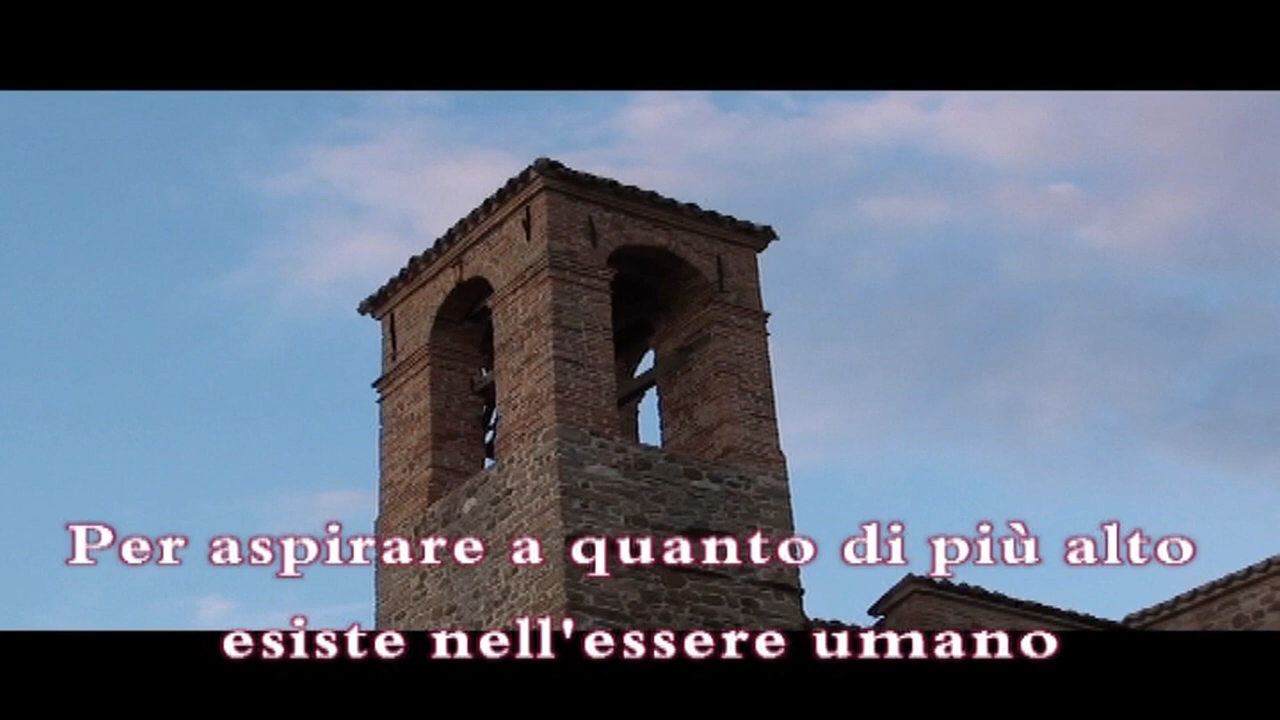 Per aspirare a quanto di più alto
esiste nell'essere umano